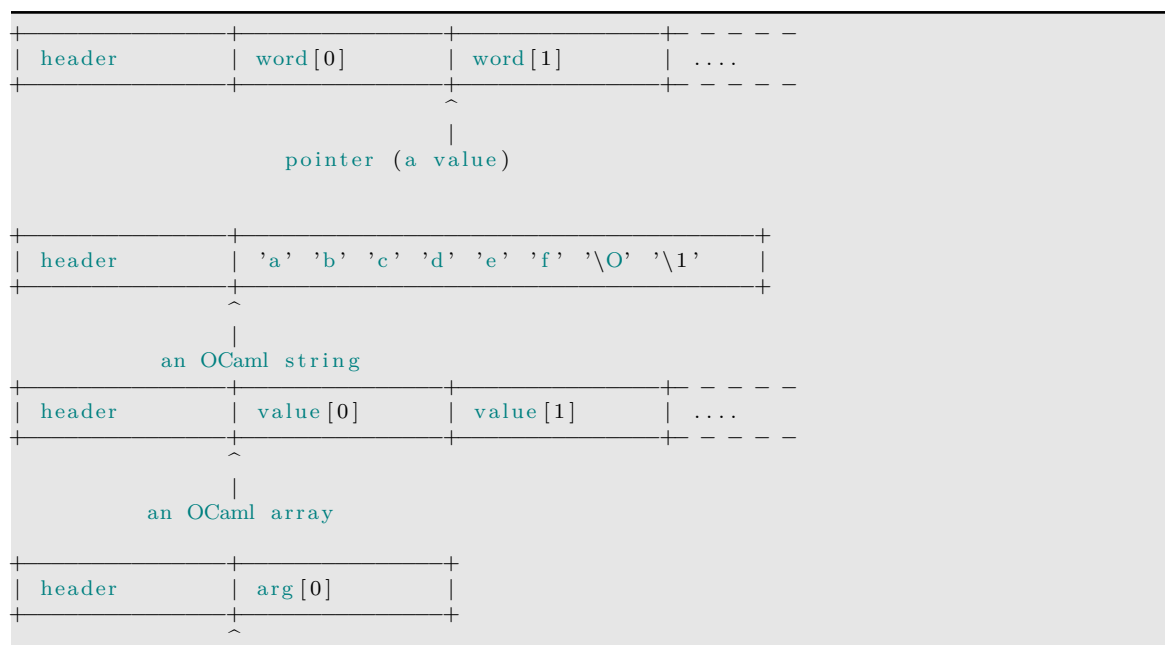 +---------------+---------------+---------------+- - - - -
| header        | word[0]       | word[1]       | ....
+---------------+---------------+---------------+- - - - -
                                ^
                                |
                    pointer (a value)
+---------------+---------------------------------------+
| header        | 'a' 'b' 'c' 'd' 'e' 'f' '\O' '\1'     |
+---------------+---------------------------------------+
                ^
                |
           an OCaml string
+---------------+---------------+---------------+- - - - -
| header        | value[0]      | value[1]      | ....
+---------------+---------------+---------------+- - - - -
                ^
                |
          an OCaml array
+---------------+---------------+
| header        | arg[0]        |
+---------------+---------------+
                ^